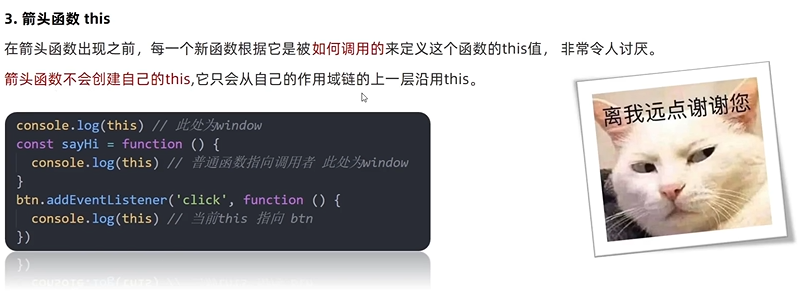 3. 箭头函数 this
在箭头函数出现之前，每一个新函数根据它是被如何调用的来定义这个函数的this值， 非常令人讨厌。
箭头函数不会创建自己的this,它只会从自己的作用域链的上一层沿用this。
离我远点谢谢您
console.log(this) // 此处为window
const sayHi = function () {
  console.log(this) // 普通函数指向调用者 此处为window
}
btn.addEventListener('click', function () {
  console.log(this) // 当前this 指向 btn
})